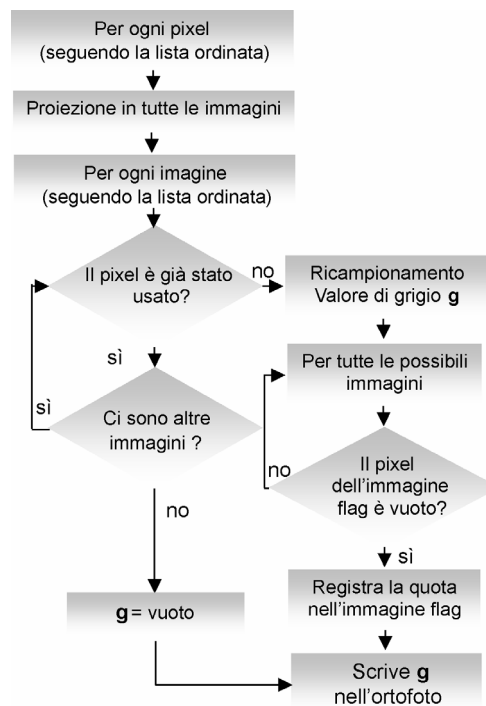 Per ogni pixel
(seguendo la lista ordinata)
Proiezione in tutte le immagini
Per ogni imagine
(seguendo la lista ordinata)
Il pixel è già stato
usato?
no
Ricampionamento
Valore di grigio g
sì
Per tutte le possibili
immagini
sì
Ci sono altre
immagini ?
no
Il pixel
dell'immagine
flag è vuoto?
no
sì
g = vuoto
Registra la quota
nell'immagine flag
Scrive g
nell'ortofoto